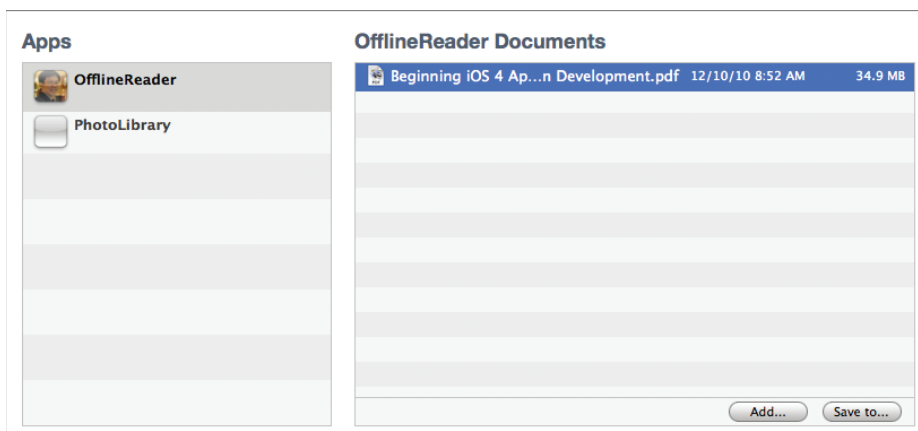 Apps
OfflineReader Documents
OfflineReader
Beginning iOS 4 Ap...n Development.pdf 12/10/10 8:52 AM 34.9 MB
PhotoLibrary
Add... Save to...